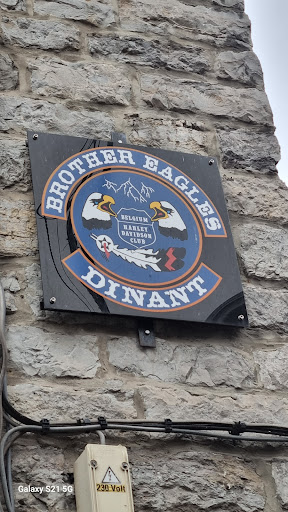 BROTHER EAGLES
BELGIUM
HARLEY
DAVIDSON
CLUB
DINANT
230 Volt
Galaxy S21 5G